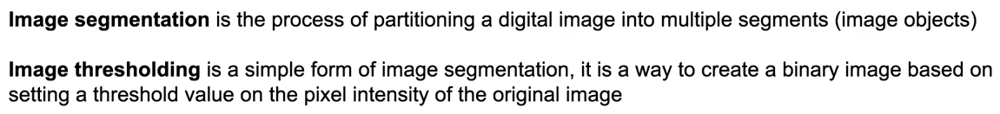 Image segmentation is the process of partitioning a digital image into multiple segments (image objects)
Image thresholding is a simple form of image segmentation, it is a way to create a binary image based on
setting a threshold value on the pixel intensity of the original image